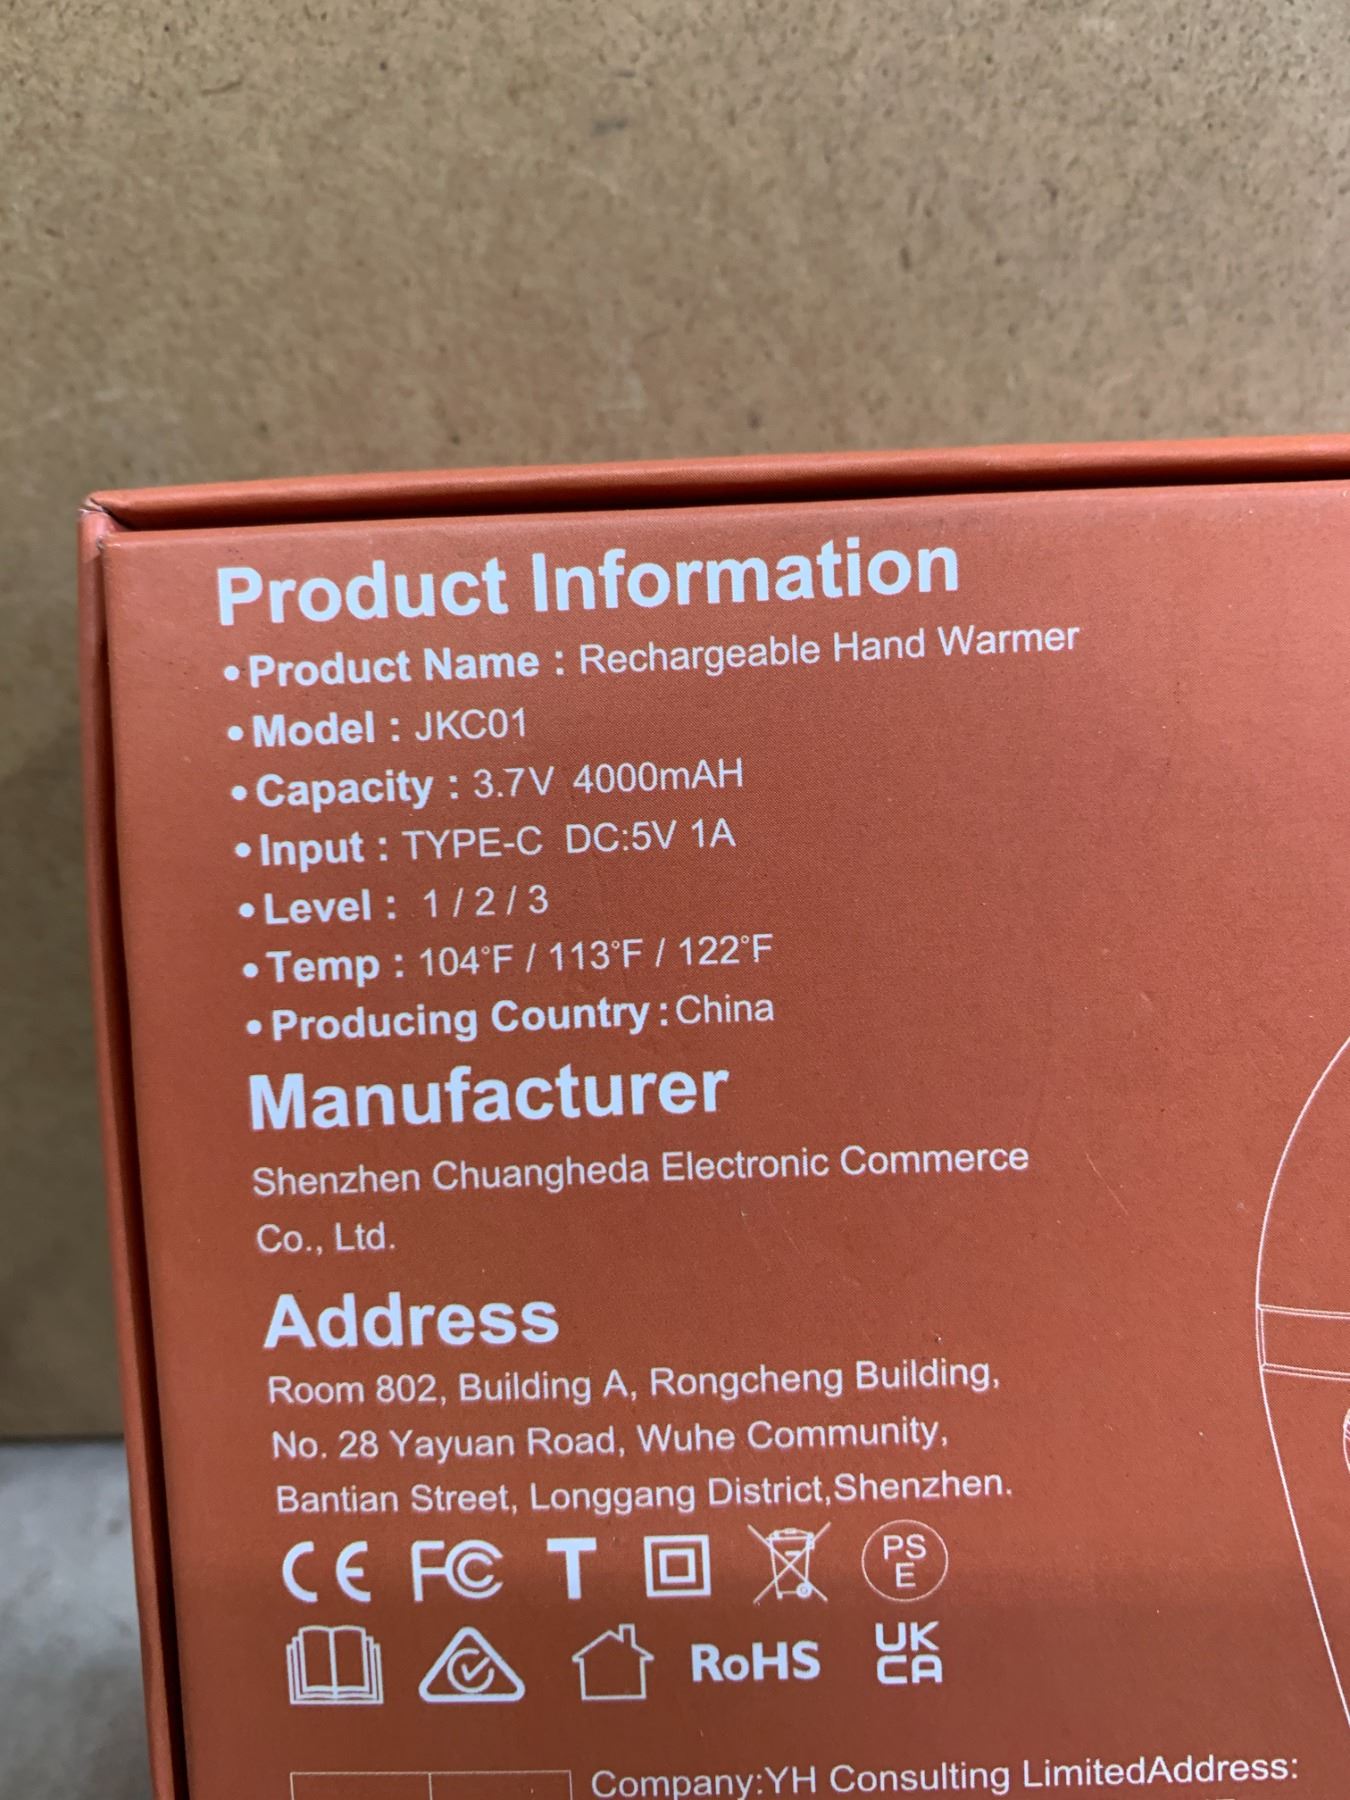 Product Information
•Product Name : Rechargeable Hand Warmer
•Model : JKC01
•Capacity : 3.7V 4000mAH
•Input : TYPE-C DC:5V 1A
•Level : 1 / 2 / 3
•Temp : 104°F / 113°F / 122°F
•Producing Country : China
Manufacturer
Shenzhen Chuangheda Electronic Commerce
Co., Ltd.
Address
Room 802, Building A, Rongcheng Building,
No. 28 Yayuan Road, Wuhe Community,
Bantian Street, Longgang District,Shenzhen.
CE FC T PS
E
RoHS UK
CA
Company:YH Consulting LimitedAddress: